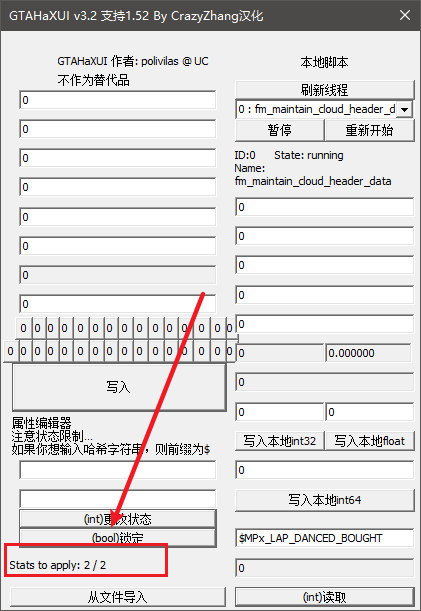 GTAHaXUI v3.2 支持1.52 By CrazyZhang汉化
GTAHaXUI 作者: polivilas @ UC
不作为替代品
0
0
0
0
0
0
0
0
0 0 0 0 0 0 0 0 0 0 0 0 0 0
0 0 0 0 0 0 0 0 0 0 0 0 0 0 0 0
写入
属性编辑器
注意状态限制...
如果你想输入哈希字符串，则前缀为$
(int)更改状态
(bool)锁定
Stats to apply: 2 / 2
从文件导入
本地脚本
刷新线程
0 : fm_maintain_cloud_header_d
暂停 重新开始
ID:0 State: running
Name:
fm_maintain_cloud_header_data
0
0
0
0
0
0 0.000000
0
0 0
写入本地int32 写入本地float
0
写入本地int64
$MPx_LAP_DANCED_BOUGHT
0
(int)读取